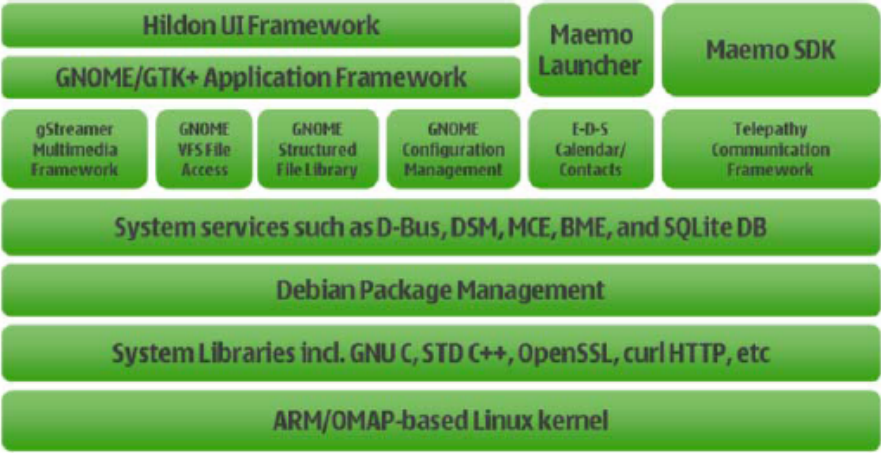 Hildon UI Framework
Maemo
Launcher
Maemo SDK
GNOME/GTK+ Application Framework
gStreamer
Multimedia
Framework
GNOME
VFS File
Access
GNOME
Structured
File Library
GNOME
Configuration
Management
E-D-S
Calendar/
Contacts
Telepathy
Communication
Framework
System services such as D-Bus, DSM, MCE, BME, and SQLite DB
Debian Package Management
System Libraries incl. GNU C, STD C++, OpenSSL, curl HTTP, etc
ARM/OMAP-based Linux kernel